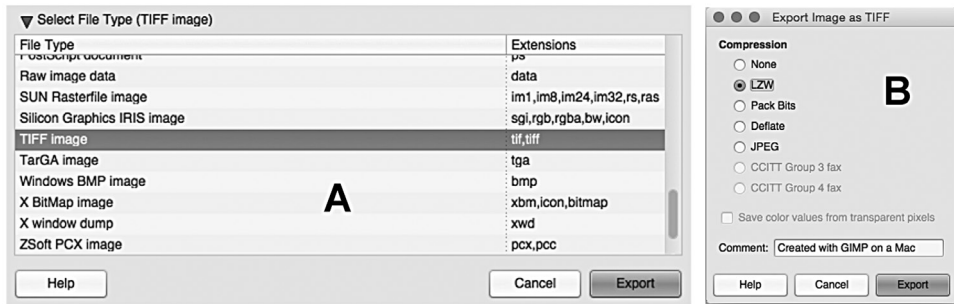 Select File Type (TIFF image)
File Type Extensions
PostScript document ps
Raw image data data
SUN Rasterfile image im1,im8,im24,im32,rs,ras
Silicon Graphics IRIS image sgi,rgb,rgba,bw,icon
TIFF image tif,tiff
TarGA image tga
Windows BMP image bmp
X BitMap image xbm,icon,bitmap
X window dump xwd
ZSoft PCX image pcx,pcc
A
Help Cancel Export
Export Image as TIFF
Compression
None
LZW
Pack Bits
Deflate
JPEG
CCITT Group 3 fax
CCITT Group 4 fax
B
Save color values from transparent pixels
Comment: Created with GIMP on a Mac
Help Cancel Export